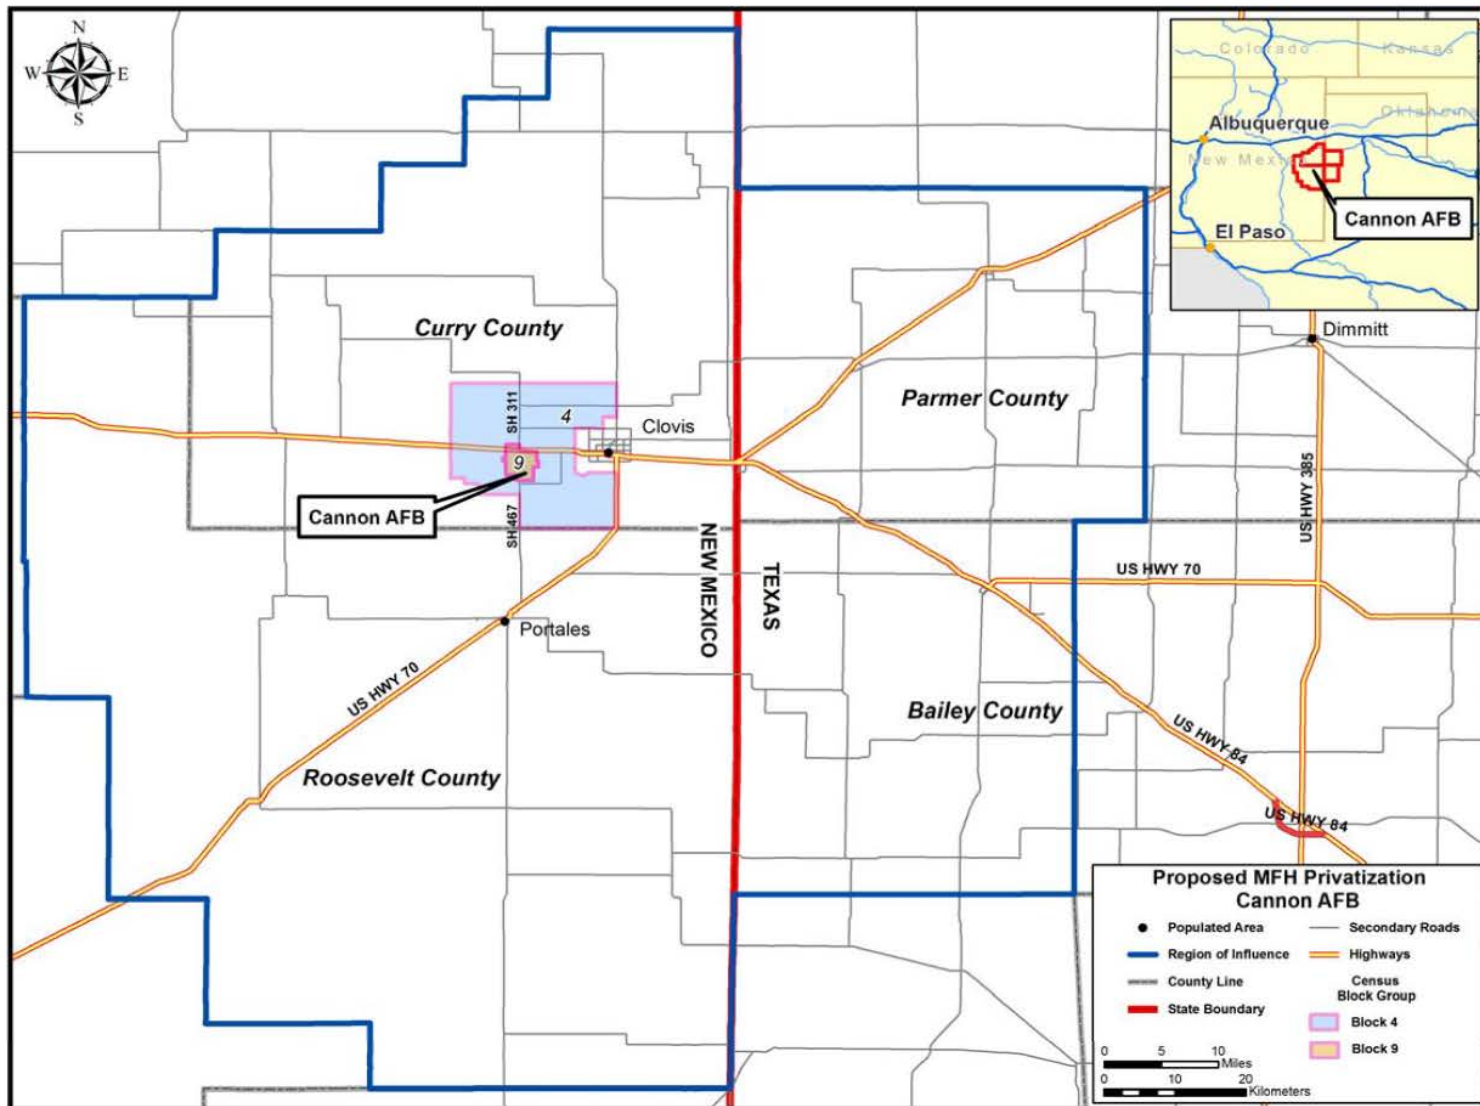 N
W
E
S
Colorado
Kansas
Albuquerque
Oklahoma
New Mexico
Cannon AFB
El Paso
Dimmitt
Curry County
Parmer County
SH 311
4
Clovis
9
Cannon AFB
SH 467
US HWY 385
NEW MEXICO
TEXAS
US HWY 70
Portales
US HWY 70
Bailey County
US HWY 84
Roosevelt County
US HWY 84
Proposed MFH Privatization
Cannon AFB
Populated Area
Region of Influence
County Line
State Boundary
Secondary Roads
Highways
Census
Block Group
Block 4
Block 9
0 5 10
Miles
0 10 20
Kilometers